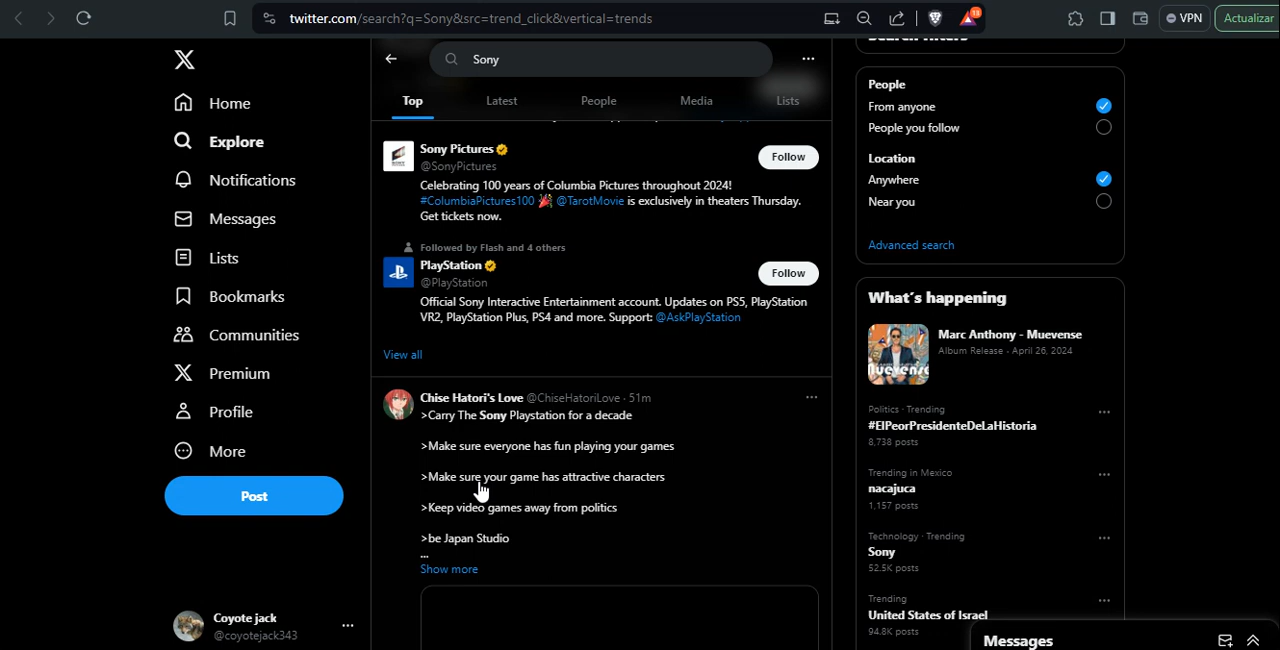 twitter.com/search?q=Sony&src=trend_click&vertical=trends
13
VPN
Actualizar
Home
Explore
Notifications
Messages
Lists
Bookmarks
Communities
Premium
Profile
More
Post
Coyote jack
@coyotejack343
Sony
Top
Latest
People
Media
Lists
Sony Pictures
@SonyPictures
Follow
Celebrating 100 years of Columbia Pictures throughout 2024!
#ColumbiaPictures100 🎉 @TarotMovie is exclusively in theaters Thursday.
Get tickets now.
Followed by Flash and 4 others
PlayStation
@PlayStation
Follow
Official Sony Interactive Entertainment account. Updates on PS5, PlayStation
VR2, PlayStation Plus, PS4 and more. Support: @AskPlayStation
View all
Chise Hatori's Love @ChiseHatoriLove · 51m
>Carry The Sony Playstation for a decade
>Make sure everyone has fun playing your games
>Make sure your game has attractive characters
>Keep video games away from politics
>be Japan Studio
...
Show more
People
From anyone
People you follow
Location
Anywhere
Near you
Advanced search
What's happening
Marc Anthony - Muevense
Album Release · April 26, 2024
Politics · Trending
#ElPeorPresidenteDeLaHistoria
8,738 posts
Trending in Mexico
nacajuca
1,157 posts
Technology · Trending
Sony
52.5K posts
Trending
United States of Israel
94.8K posts
Messages